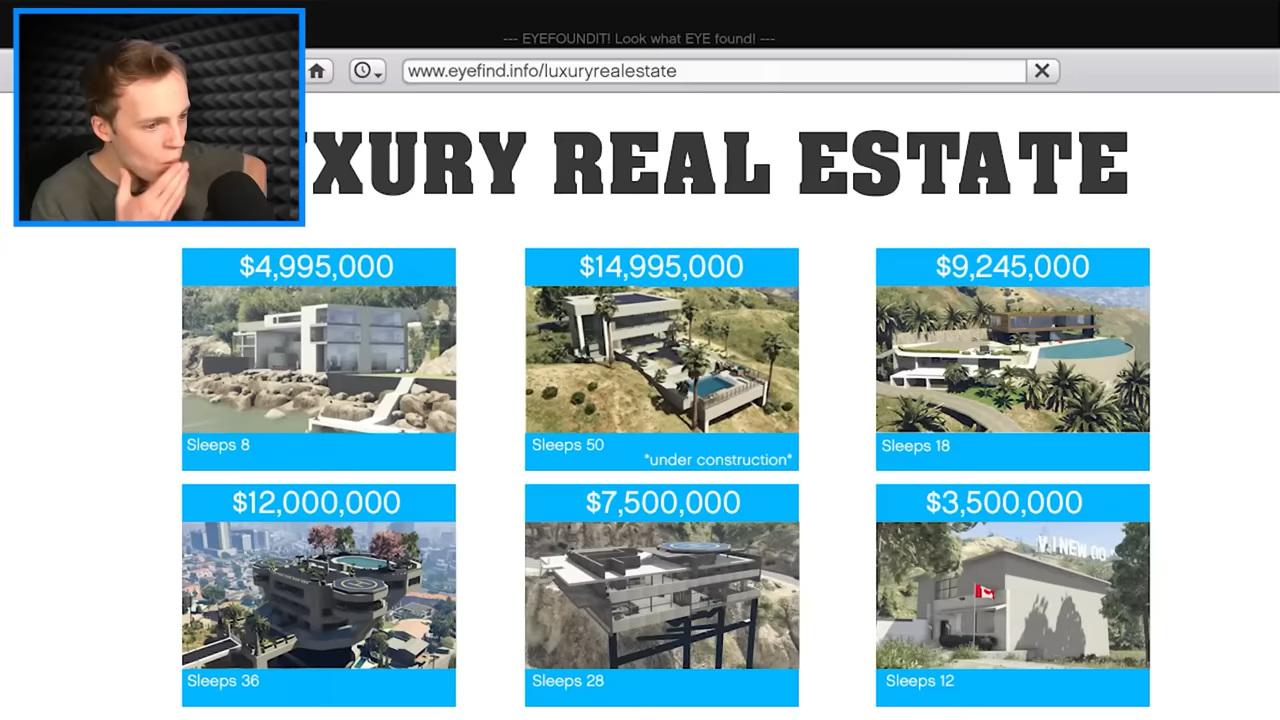 --- EYEFOUNDIT! Look what EYE found! ---
www.eyefind.info/luxuryrealestate
XURY REAL ESTATE
$4,995,000
$14,995,000
$9,245,000
Sleeps 8
Sleeps 50
*under construction*
Sleeps 18
$12,000,000
$7,500,000
$3,500,000
Sleeps 36
Sleeps 28
Sleeps 12